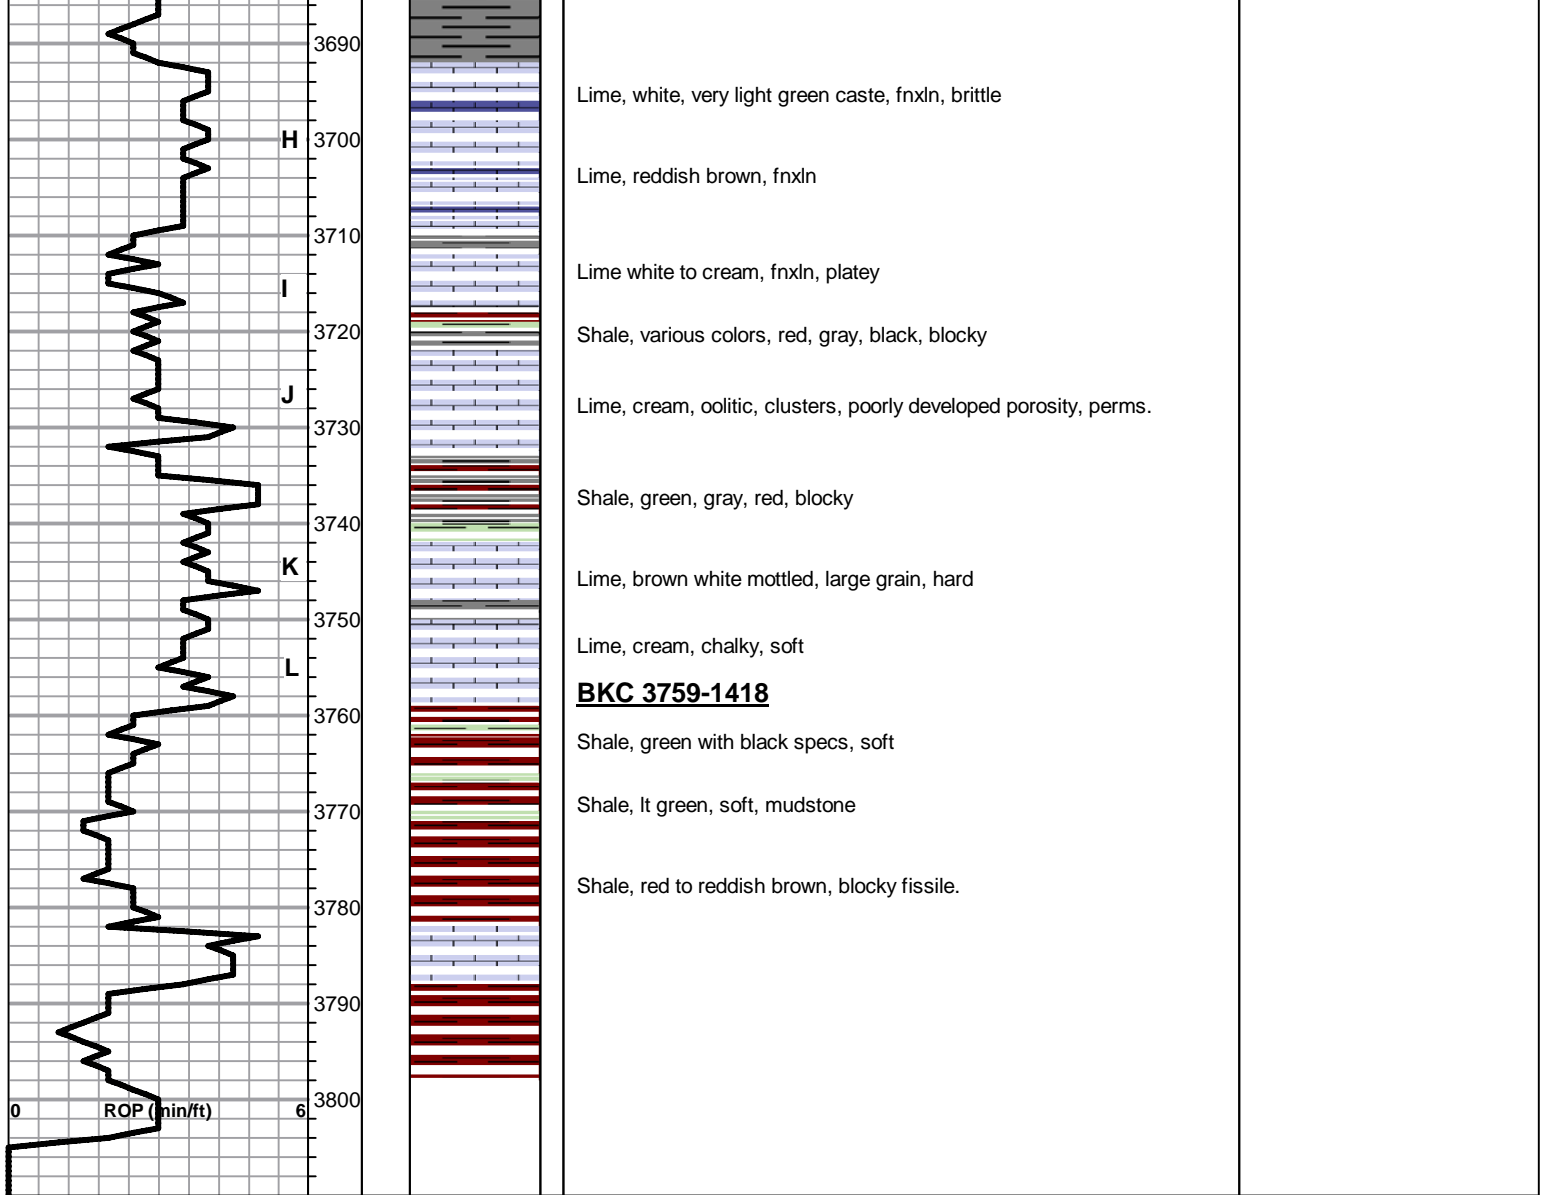 3690
Lime, white, very light green caste, fnxln, brittle
H
3700
Lime, reddish brown, fnxln
3710
Lime white to cream, fnxln, platey
I
3720
Shale, various colors, red, gray, black, blocky
J
Lime, cream, oolitic, clusters, poorly developed porosity, perms.
3730
Shale, green, gray, red, blocky
3740
K
Lime, brown white mottled, large grain, hard
3750
Lime, cream, chalky, soft
L
BKC 3759-1418
3760
Shale, green with black specs, soft
Shale, lt green, soft, mudstone
3770
Shale, red to reddish brown, blocky fissile.
3780
3790
3800
0 ROP (min/ft) 6